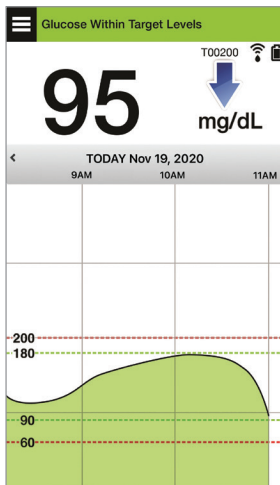 Glucose Within Target Levels
T00200
95
mg/dL
TODAY Nov 19, 2020
9AM 10AM 11AM
200
180
90
60